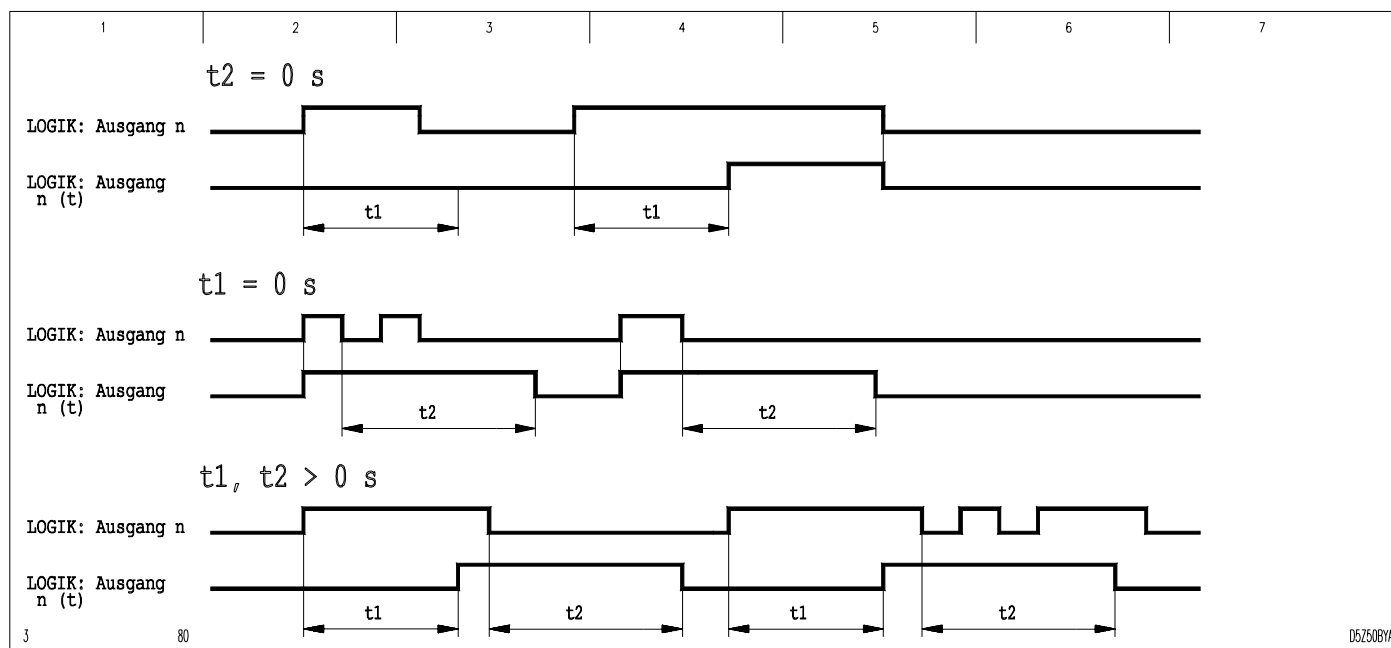 1 2 3 4 5 6 7
t2 = 0 s
LOGIK: Ausgang n
LOGIK: Ausgang
n (t)
t1 t1
t1 = 0 s
LOGIK: Ausgang n
LOGIK: Ausgang
n (t)
t2 t2
t1, t2 > 0 s
LOGIK: Ausgang n
LOGIK: Ausgang
n (t)
t1 t2 t1 t2
3 80 D5Z50BYA